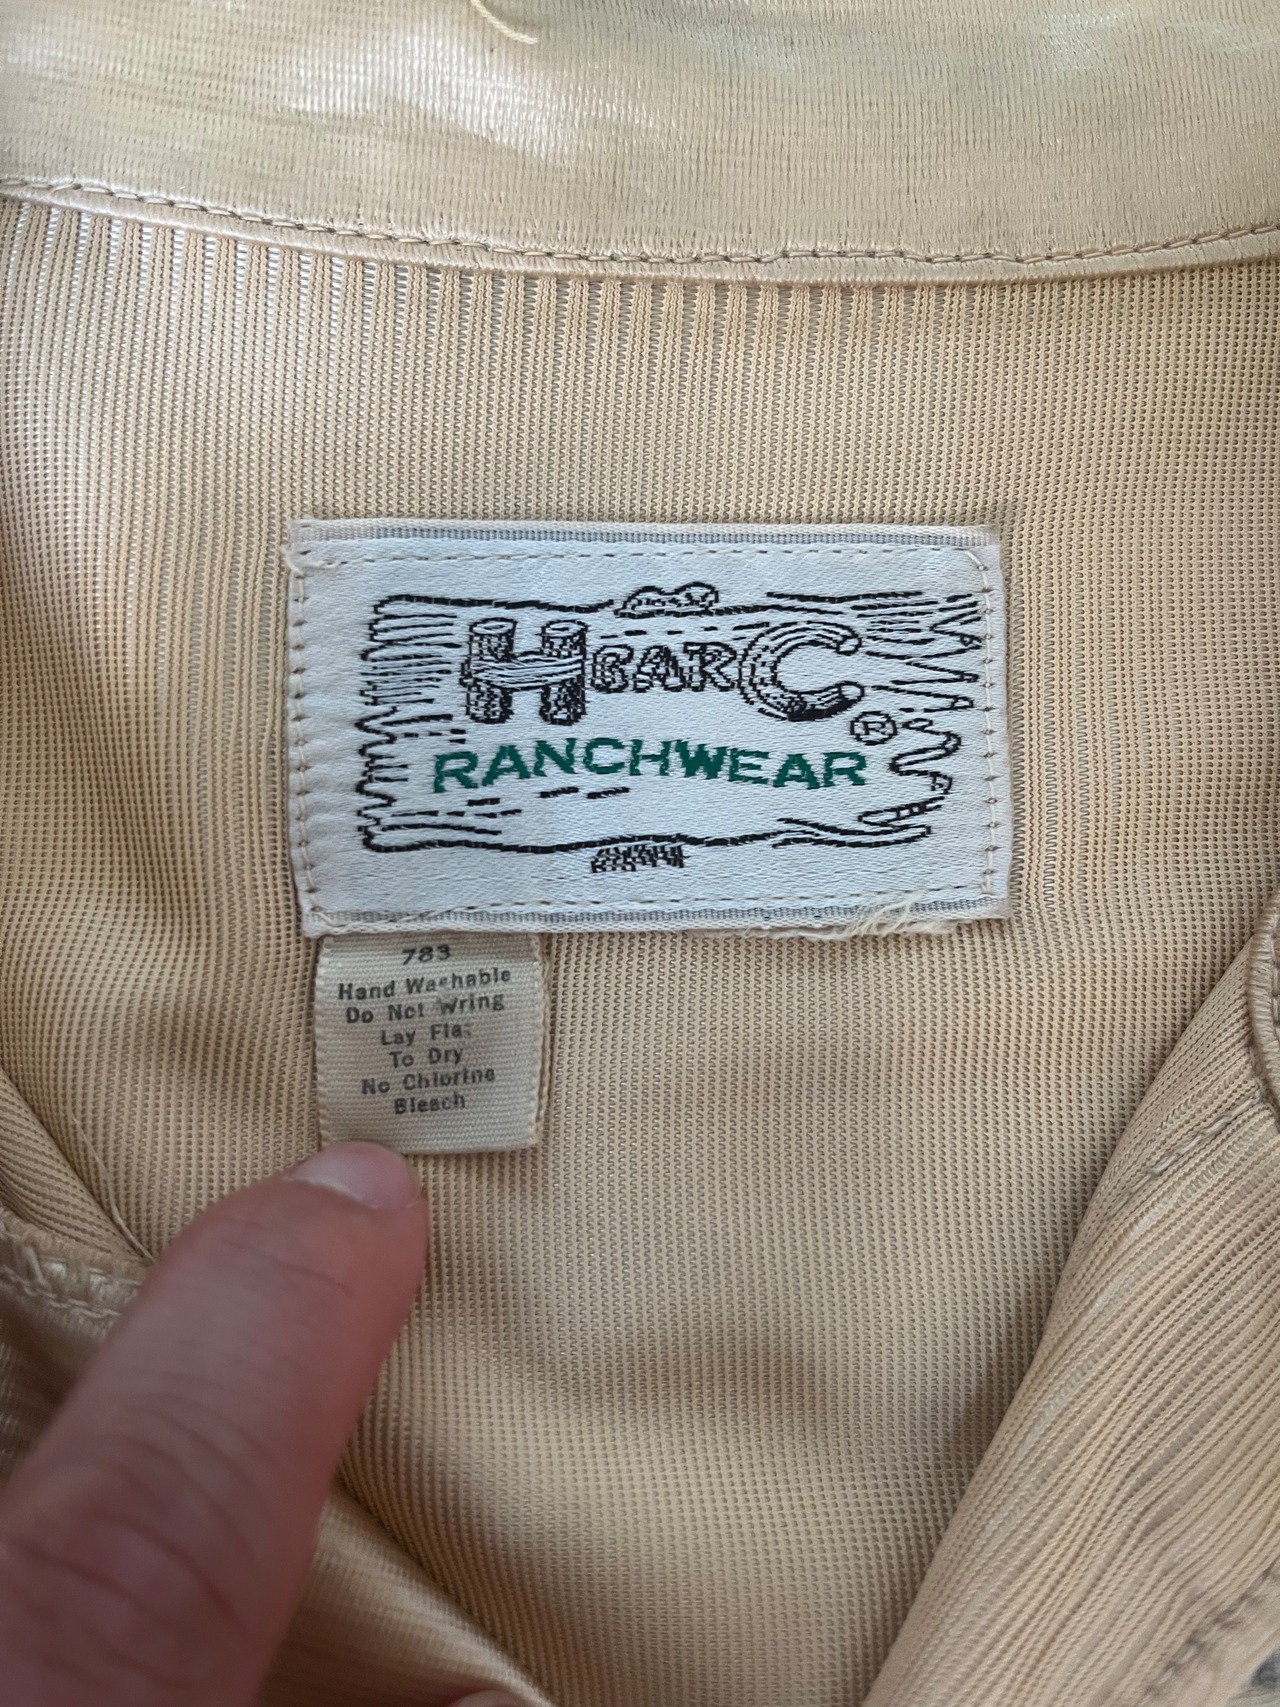 H BAR C ®
RANCHWEAR
783
Hand Washable
Do Not Wring
Lay Flat
To Dry
No Chlorine
Bleach